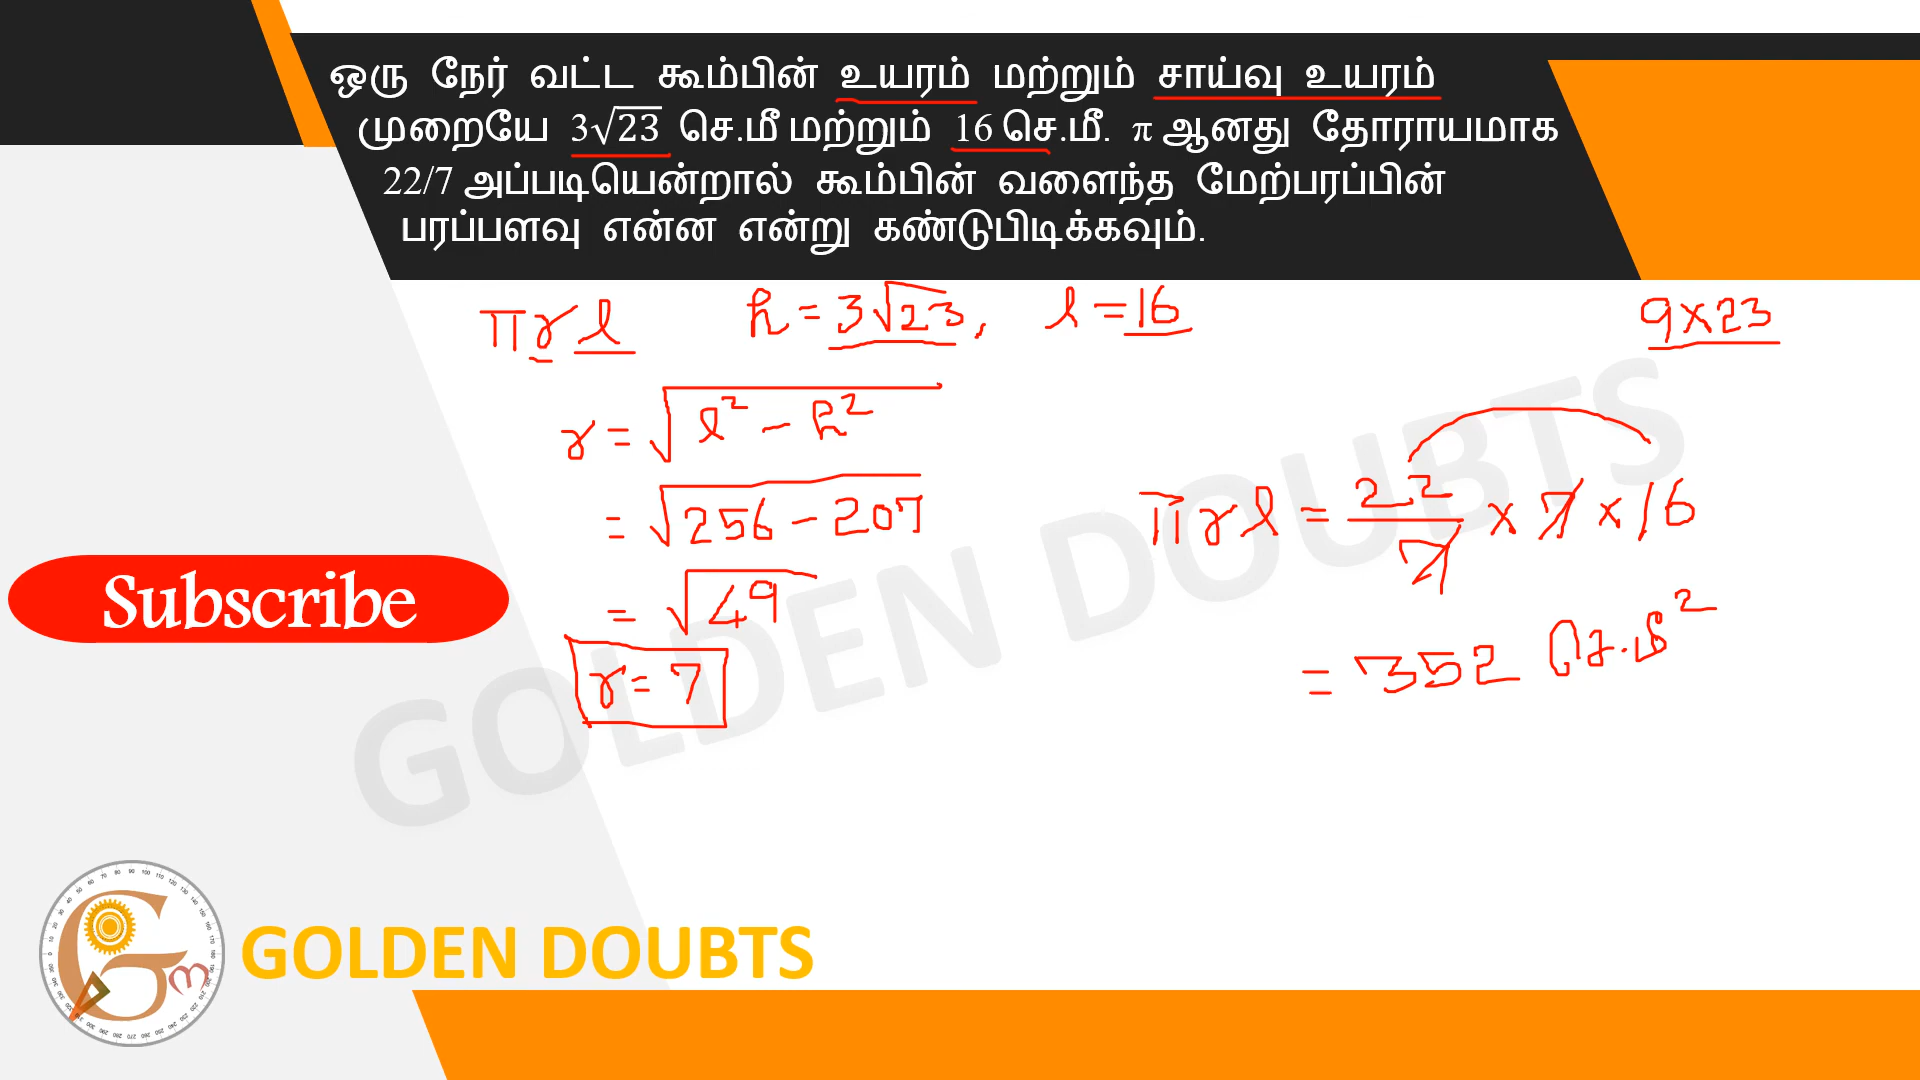 ஒரு நேர் வட்ட கூம்பின் உயரம் மற்றும் சாய்வு உயரம்
முறையே 3√23 செ.மீ மற்றும் 16 செ.மீ. π ஆனது தோராயமாக
22/7 அப்படியென்றால் கூம்பின் வளைந்த மேற்பரப்பின்
பரப்பளவு என்ன என்று கண்டுபிடிக்கவும்.
πrl h = 3√23, l = 16 9×23
r = √l² - h²
= √256 - 207
= √49
r = 7
πrl = 22/7 × 7 × 16
= 352 செ.மீ²
Subscribe
GOLDEN DOUBTS
GOLDEN DOUBTS